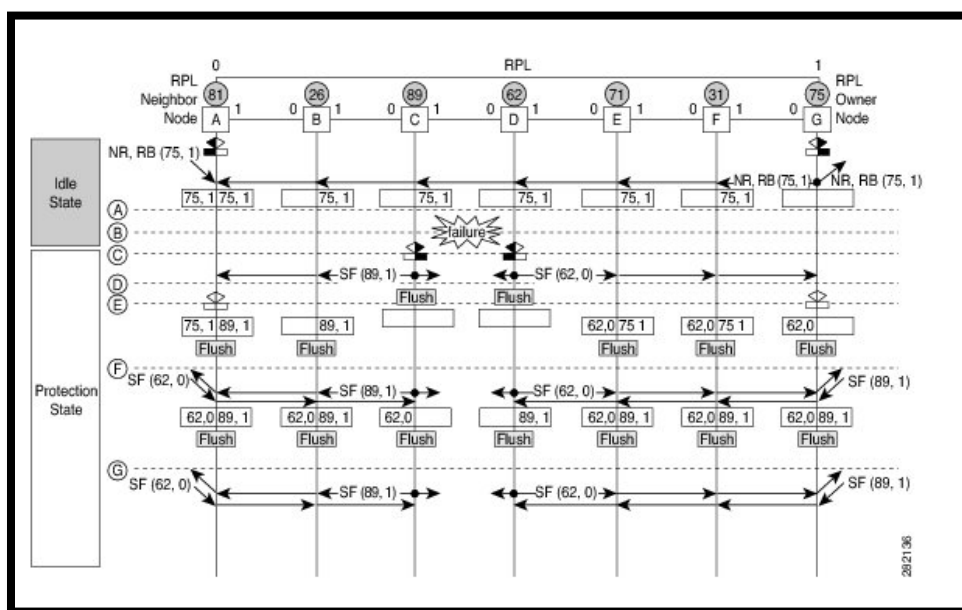 0 RPL 1
RPL Neighbor Node
RPL Owner Node
81 26 89 62 71 31 75
A 1 0 B 1 0 C 1 0 D 1 0 E 1 0 F 1 0 G
Idle State
NR, RB (75, 1)
NR, RB (75, 1) NR, RB (75, 1)
75, 1 75, 1 75, 1 75, 1 75, 1 75, 1 75, 1
A
B
failure
C
SF (89, 1) SF (62, 0)
D
Flush Flush
E
75, 1 89, 1 89, 1 62,0 75 1 62,0 75 1 62,0
Flush Flush Flush Flush Flush
Protection State
F
SF (62, 0) SF (89, 1) SF (62, 0) SF (89, 1)
62,0 89, 1 62,0 89, 1 62,0 89, 1 62,0 89, 1 62,0 89, 1 62,0 89, 1
Flush Flush Flush Flush Flush Flush Flush
G
SF (62, 0) SF (89, 1) SF (62, 0) SF (89, 1)
282136